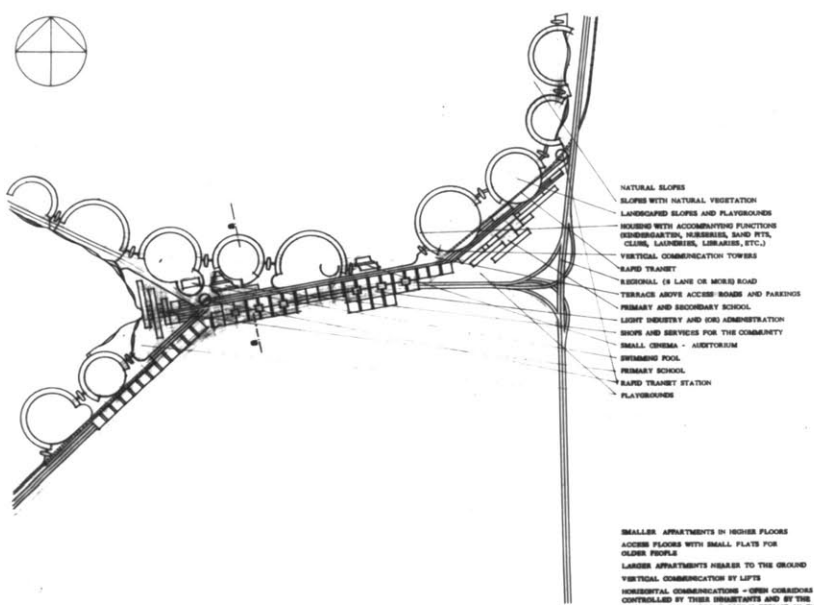 NATURAL SLOPES
SLOPES WITH NATURAL VEGETATION
LANDSCAPED SLOPES AND PLAYGROUNDS
HOUSING WITH ACCOMPANYING FUNCTIONS
(KINDERGARTEN, NURSERIES, SAND PITS,
CLUBS, LAUNDRIES, LIBRARIES, ETC.,)
VERTICAL COMMUNICATION TOWERS
RAPID TRANSIT
REGIONAL (8 LANE OR MORE) ROAD
TERRACE ABOVE ACCESS ROADS AND PARKINGS
PRIMARY AND SECONDARY SCHOOL
LIGHT INDUSTRY AND (OR) ADMINISTRATION
SHOPS AND SERVICES FOR THE COMMUNITY
SMALL CINEMA - AUDITORIUM
SWIMMING POOL
PRIMARY SCHOOL
RAPID TRANSIT STATION
PLAYGROUNDS
SMALLER APPARTMENTS IN HIGHER FLOORS
ACCESS FLOORS WITH SMALL FLATS FOR
OLDER PEOPLE
LARGER APPARTMENTS NEARER TO THE GROUND
VERTICAL COMMUNICATION BY LIFTS
HORIZONTAL COMMUNICATIONS - OPEN CORRIDORS
CONTROLLED BY THEIR INHABITANTS AND BY THE